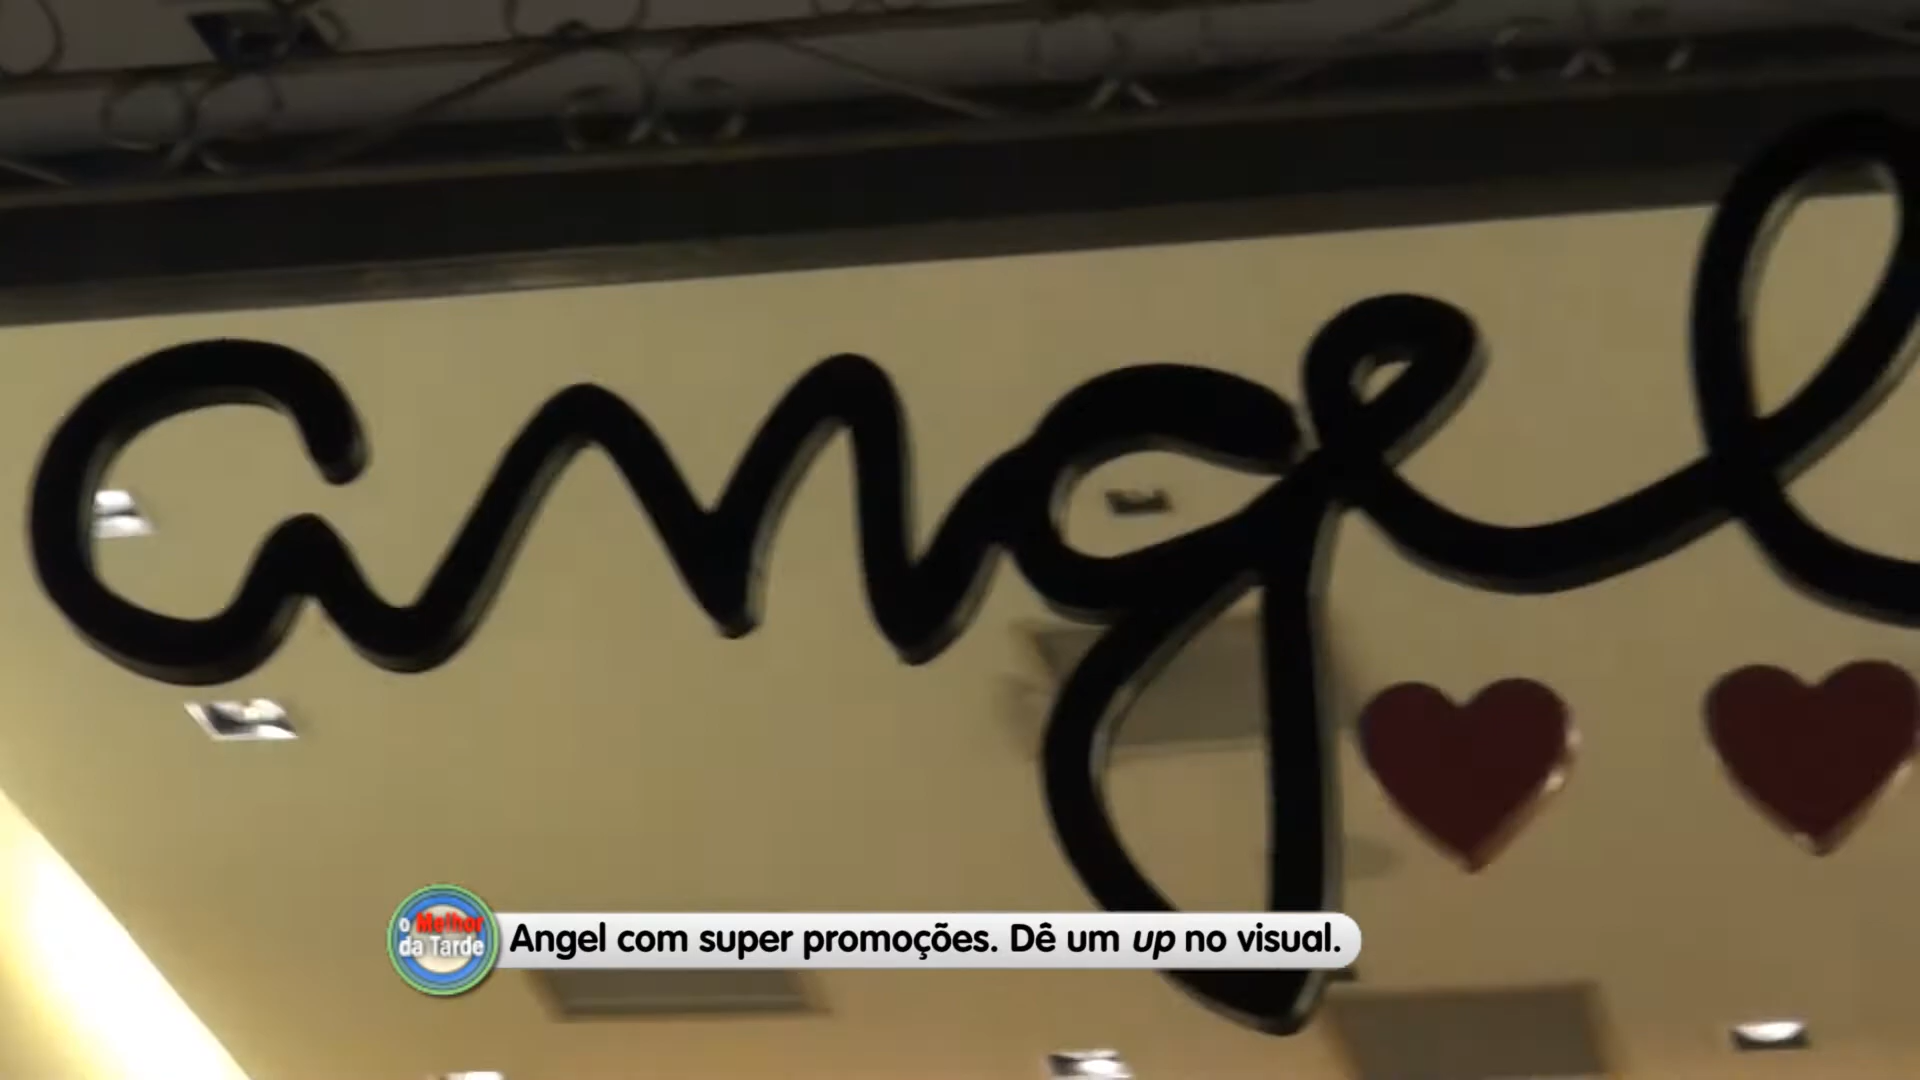 angel
o Melhor
da Tarde
Angel com super promoções. Dê um up no visual.